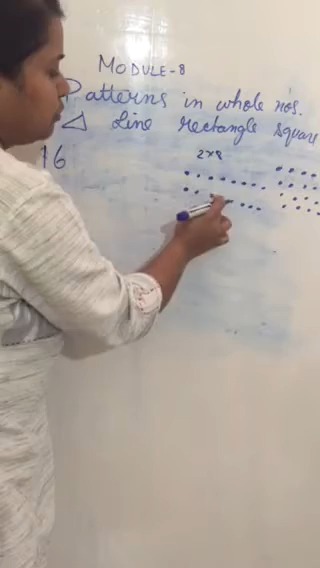 MODULE-8
Patterns in whole nos.
△ Line rectangle square
16
2×8